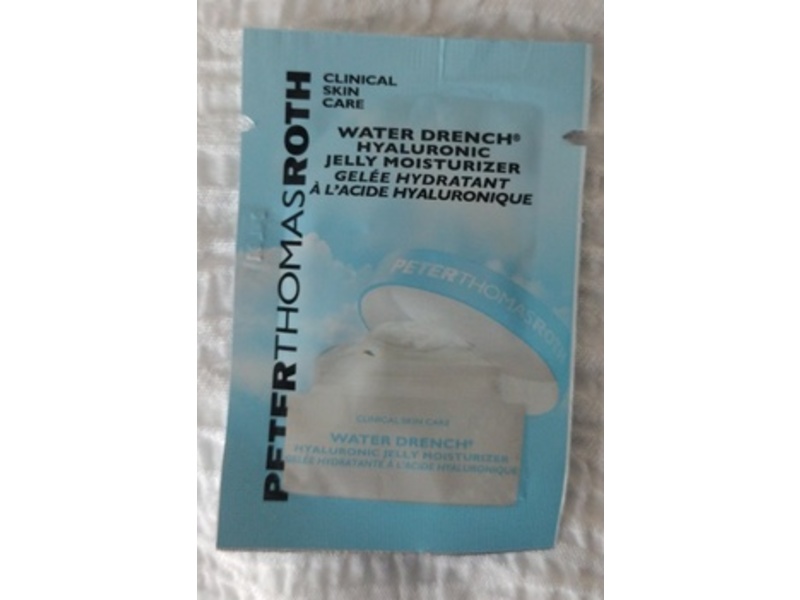 PETERTHOMASROTH
CLINICAL
SKIN
CARE
WATER DRENCH®
HYALURONIC
JELLY MOISTURIZER
GELÉE HYDRATANT
À L'ACIDE HYALURONIQUE
PETERTHOMASROTH
CLINICAL SKIN CARE
WATER DRENCH®
HYALURONIC JELLY MOISTURIZER
GELÉE HYDRATANTE À L'ACIDE HYALURONIQUE